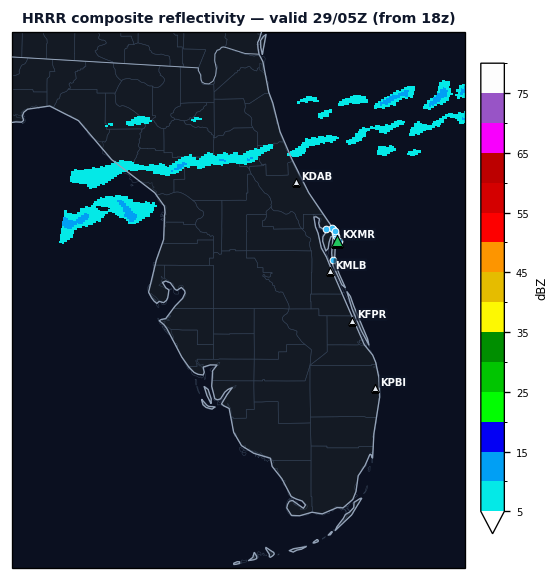 HRRR composite reflectivity — valid 29/05Z (from 18z)
KDAB
KXMR
KMLB
KFPR
KPBI
75
65
55
45
35
25
15
5
dBZ